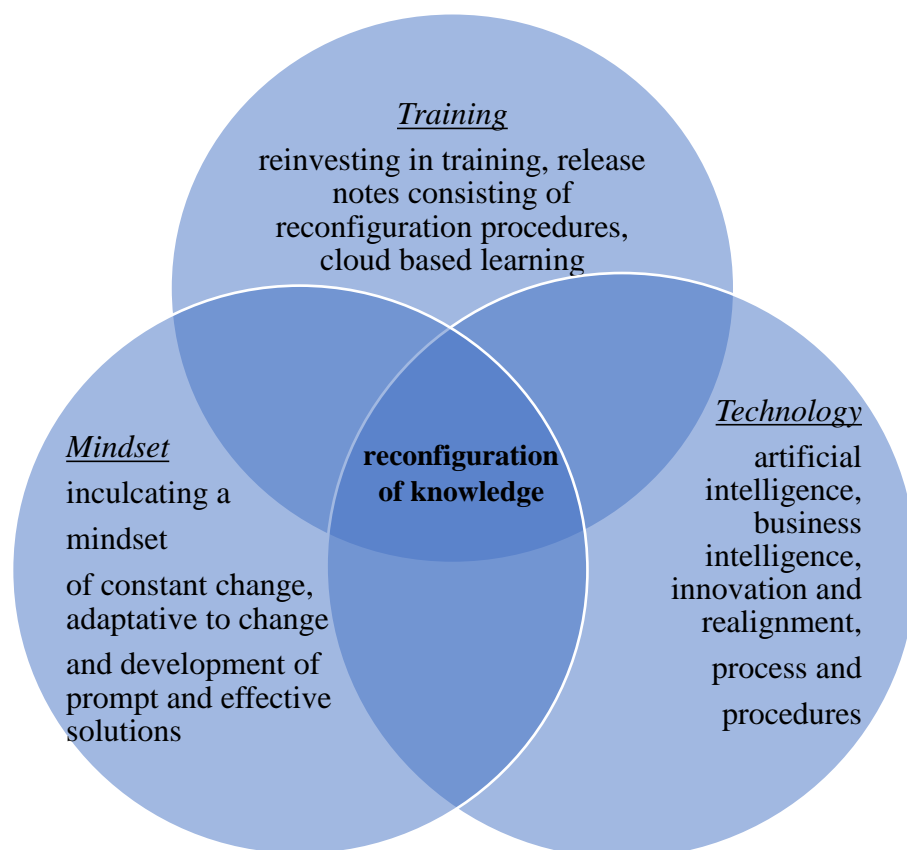 Training
reinvesting in training, release
notes consisting of
reconfiguration procedures,
cloud based learning
Mindset
inculcating a
mindset
of constant change,
adaptative to change
and development of
prompt and effective
solutions
reconfiguration
of knowledge
Technology
artificial
intelligence,
business
intelligence,
innovation and
realignment,
process and
procedures